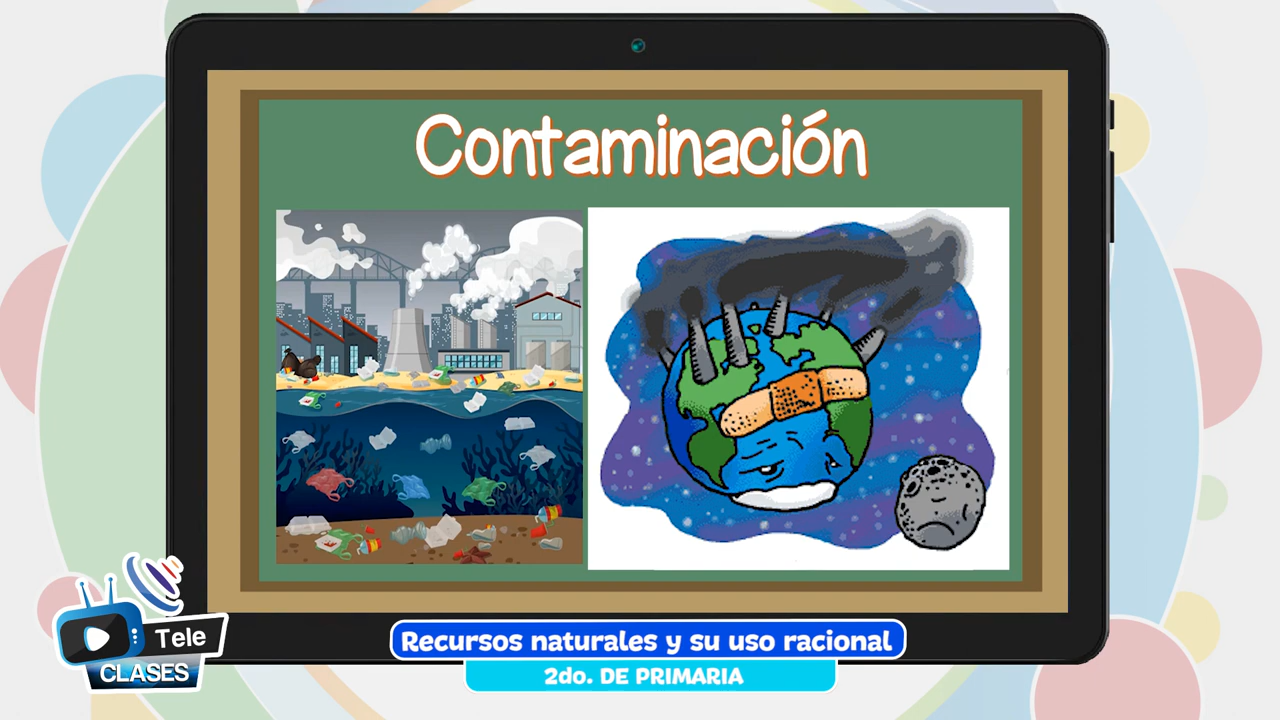 Contaminación
Tele
CLASES
Recursos naturales y su uso racional
2do. DE PRIMARIA